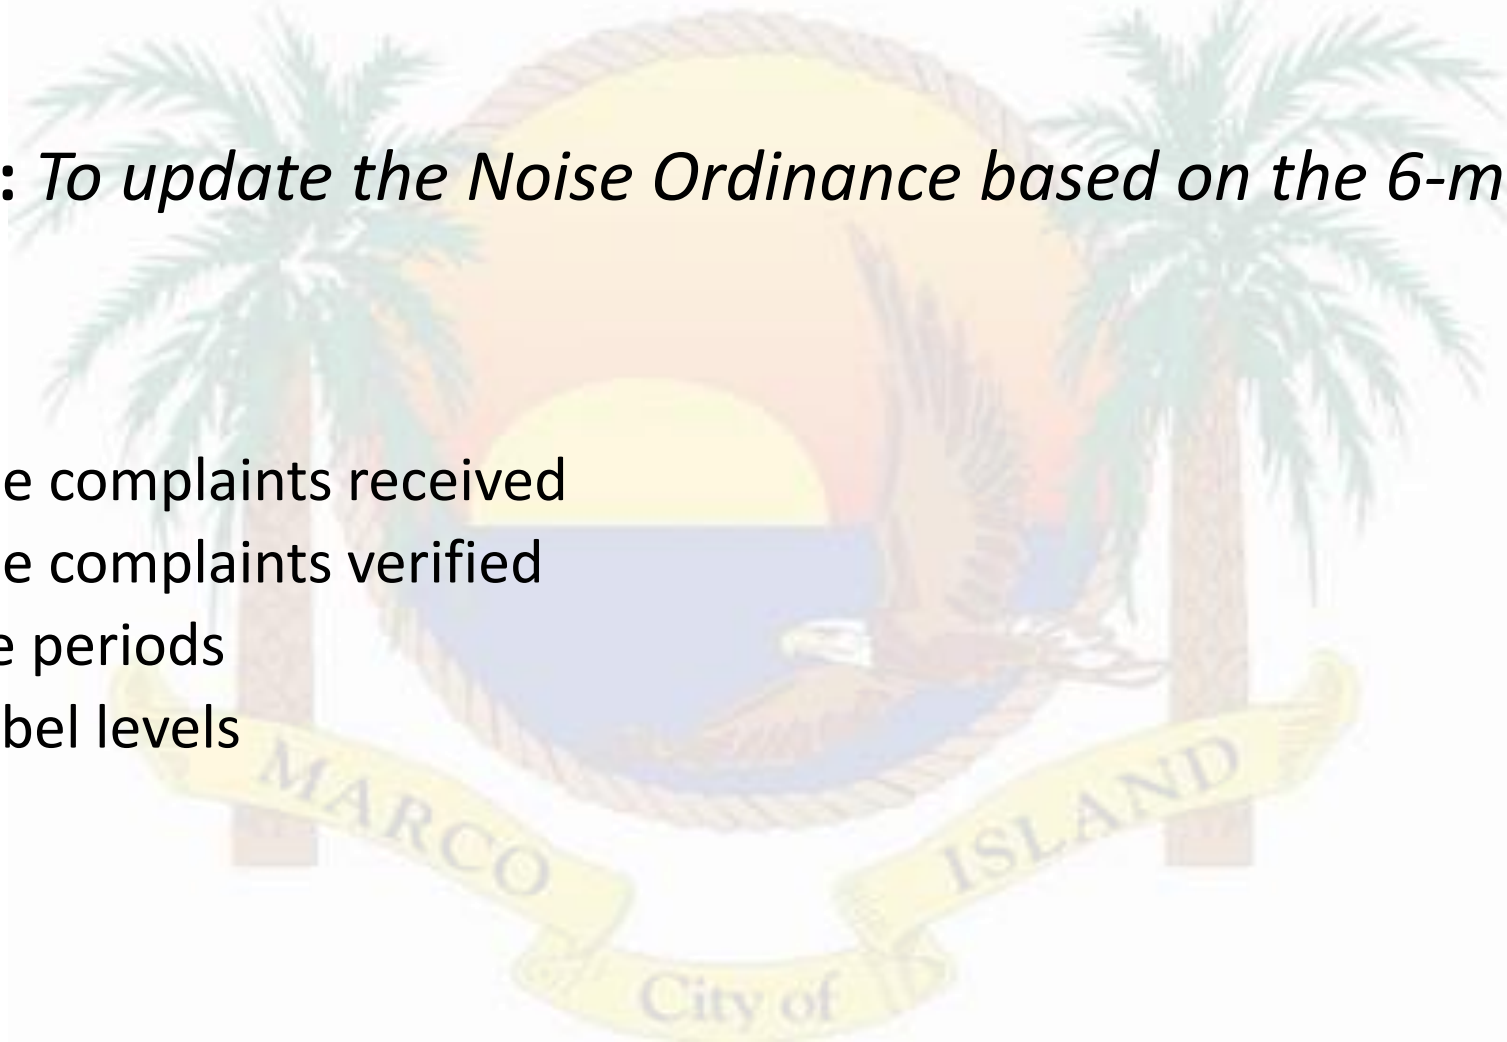 : To update the Noise Ordinance based on the 6-m
e complaints received
e complaints verified
e periods
bel levels
MARCO ISLAND
City of